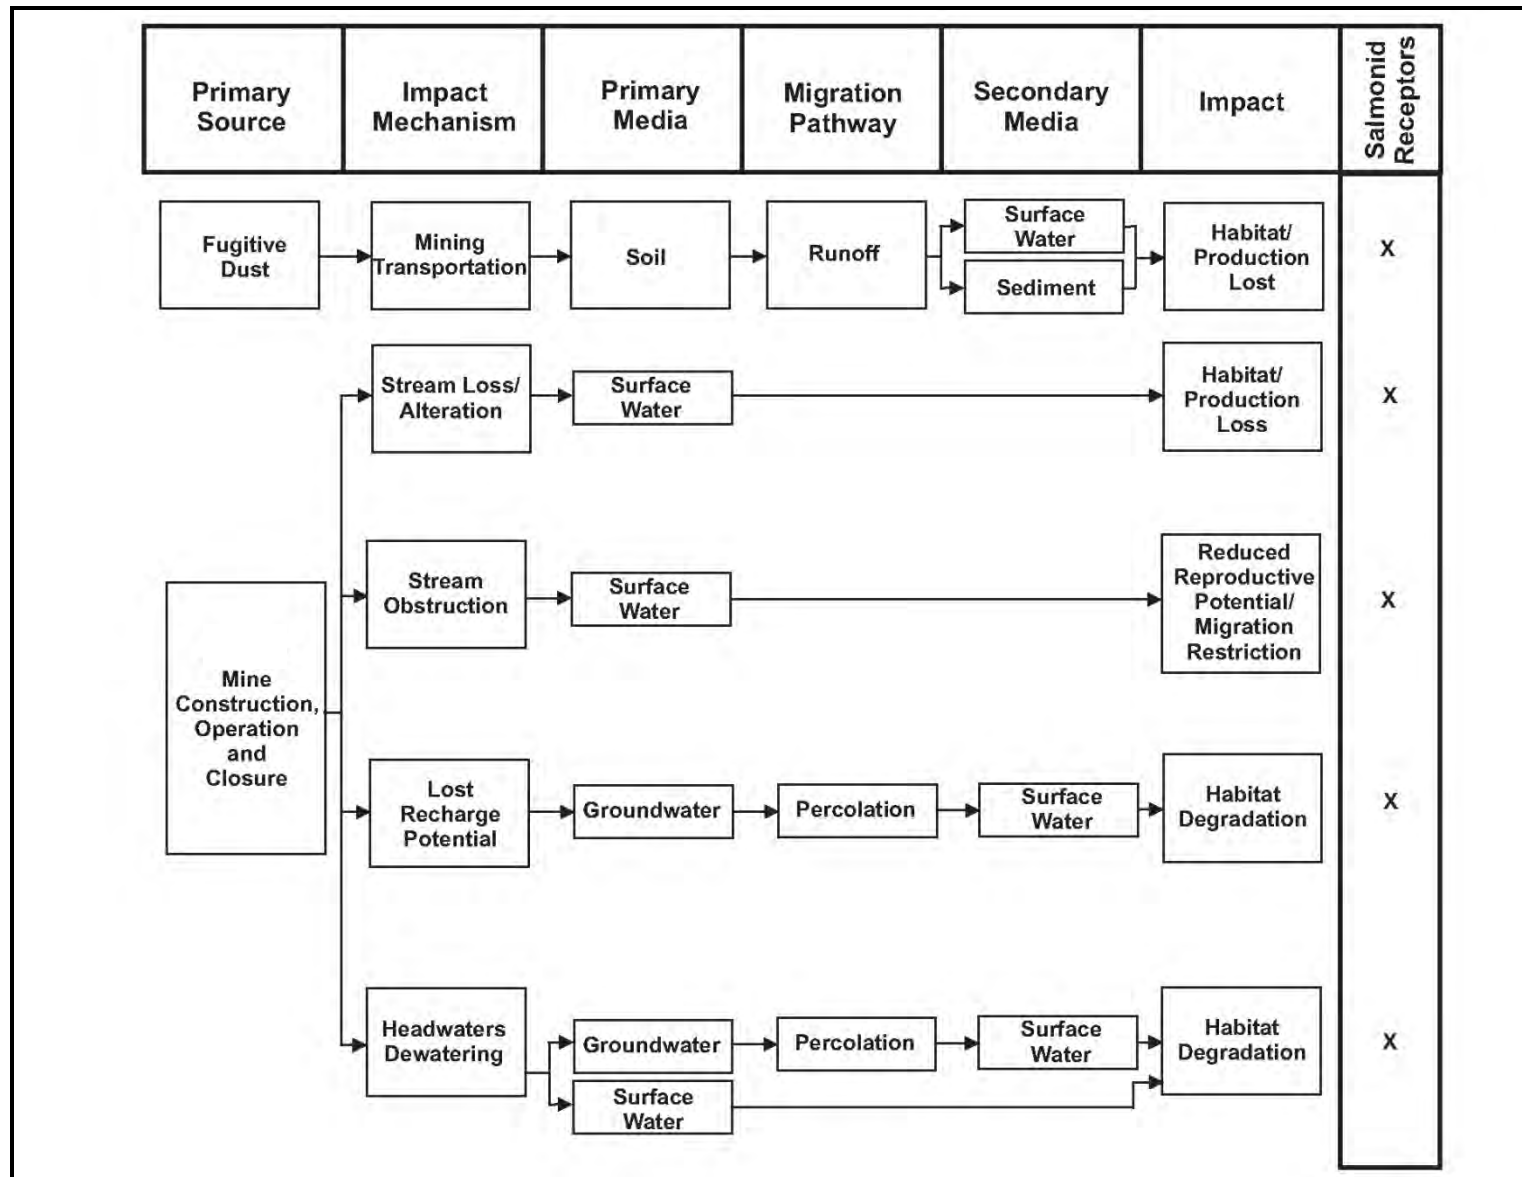 Primary
Source
Impact
Mechanism
Primary
Media
Migration
Pathway
Secondary
Media
Impact
Salmonid
Receptors
Fugitive
Dust
Mining
Transportation
Soil
Runoff
Surface
Water
Sediment
Habitat/
Production
Lost
X
Stream Loss/
Alteration
Surface
Water
Habitat/
Production
Loss
X
Stream
Obstruction
Surface
Water
Reduced
Reproductive
Potential/
Migration
Restriction
X
Mine
Construction,
Operation
and
Closure
Lost
Recharge
Potential
Groundwater
Percolation
Surface
Water
Habitat
Degradation
X
Headwaters
Dewatering
Groundwater
Percolation
Surface
Water
Habitat
Degradation
X
Surface
Water